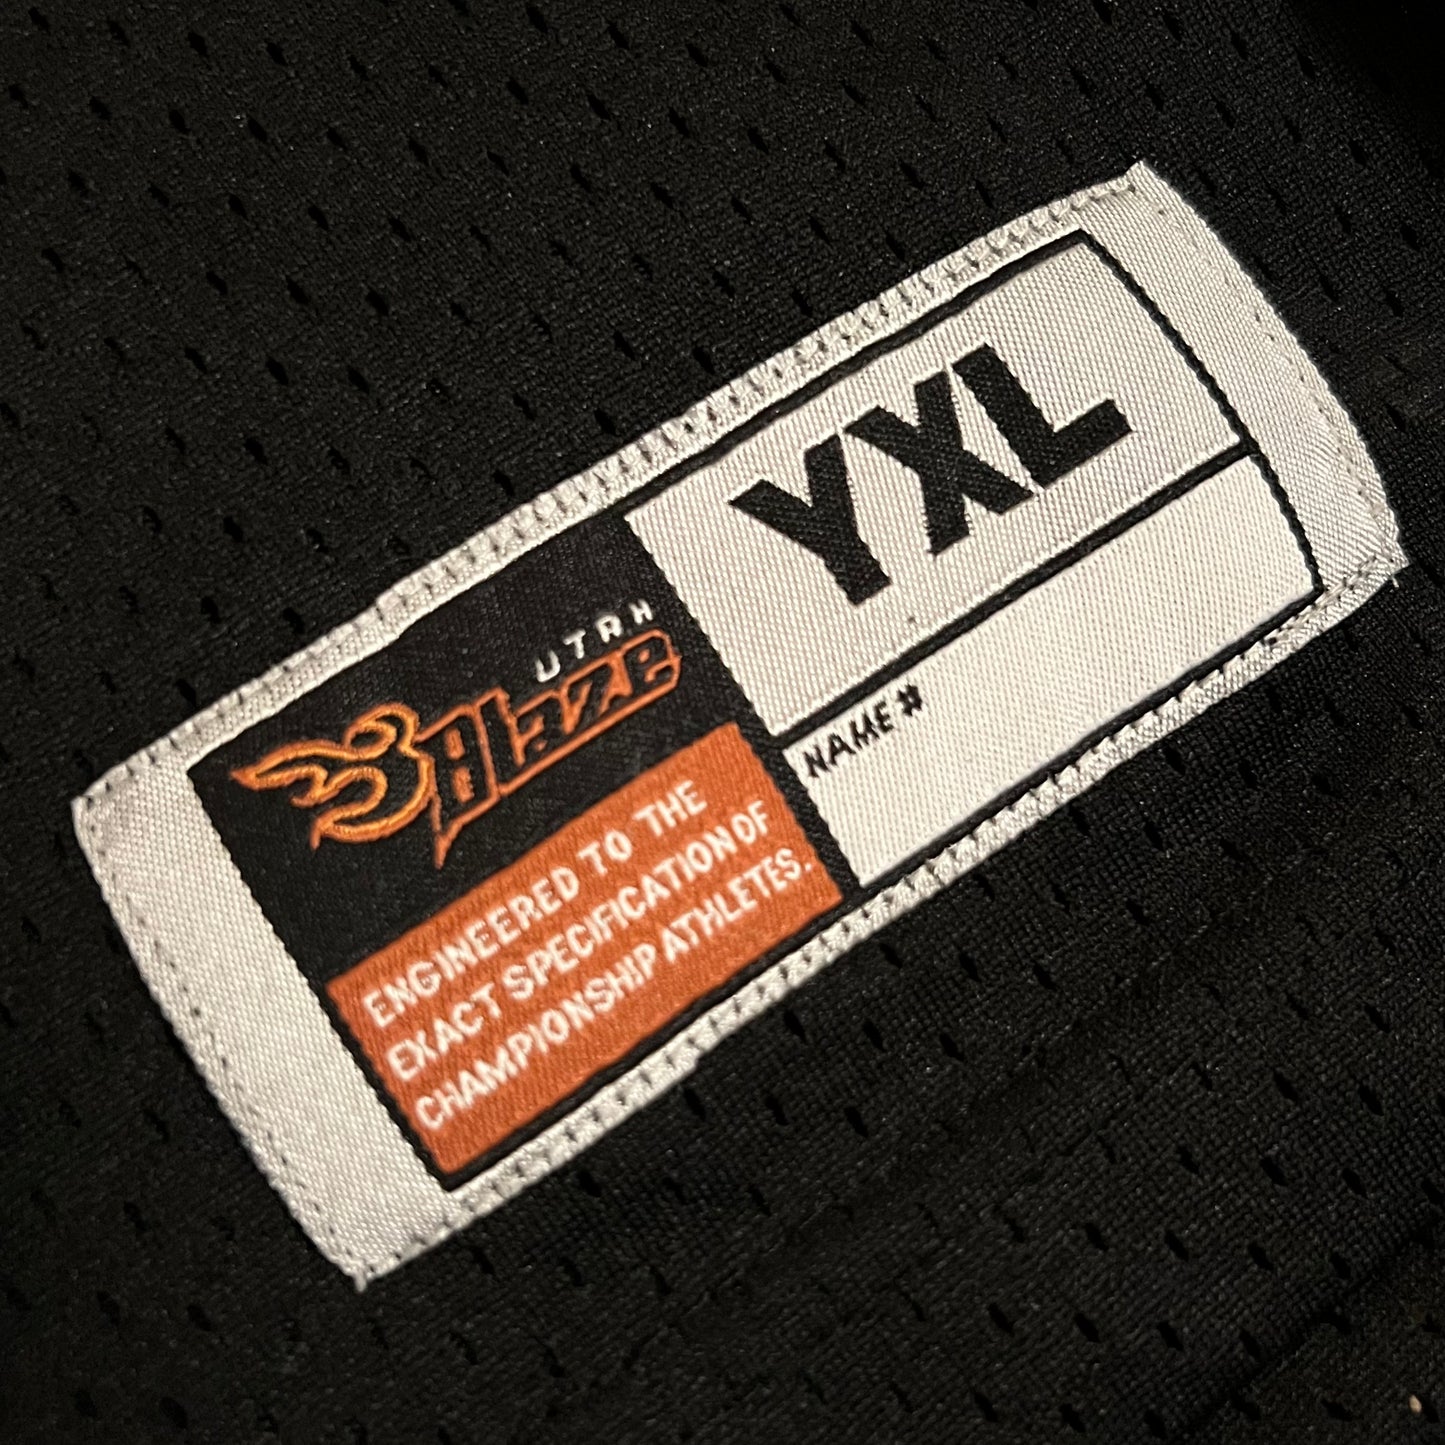 UTAH
Blaze
ENGINEERED TO THE
EXACT SPECIFICATION OF
CHAMPIONSHIP ATHLETES.
YXL
NAME #